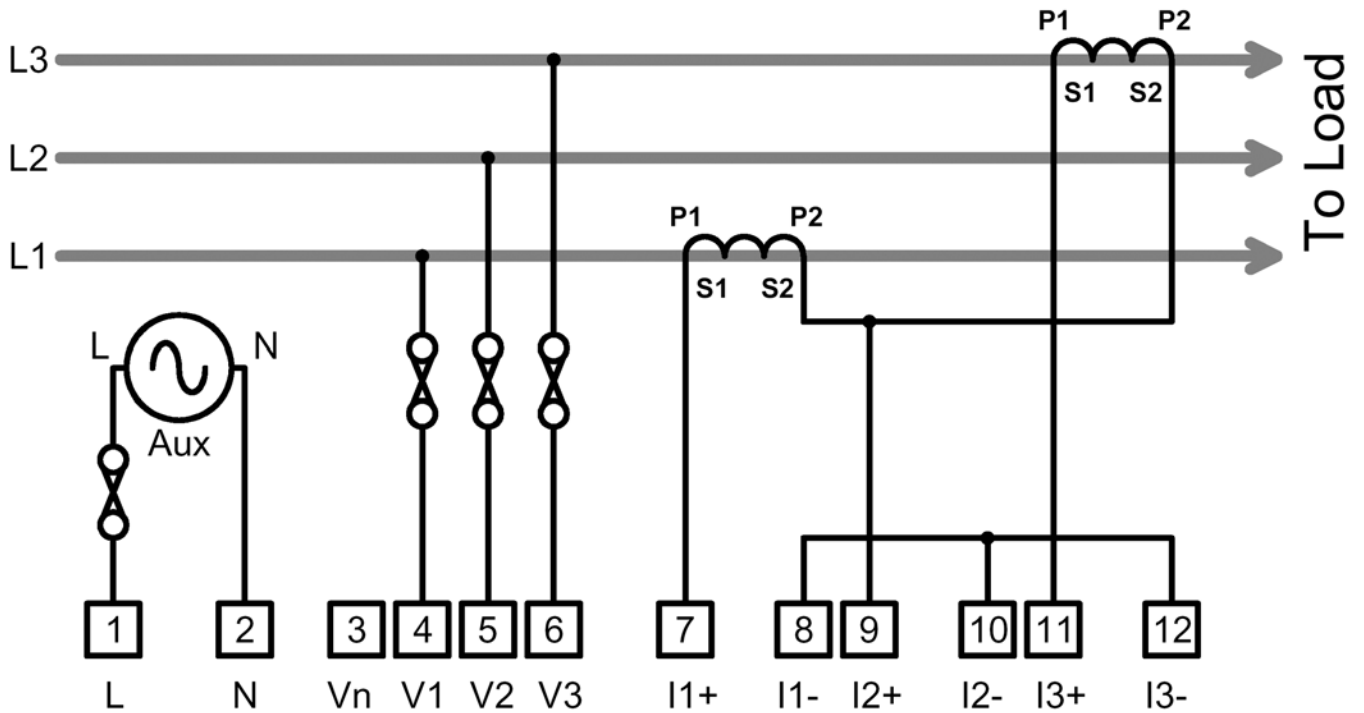 P1 P2
L3
S1 S2
To Load
L2
P1 P2
L1
S1 S2
L N
Aux
1 2 3 4 5 6 7 8 9 10 11 12
L N Vn V1 V2 V3 I1+ I1- I2+ I2- I3+ I3-